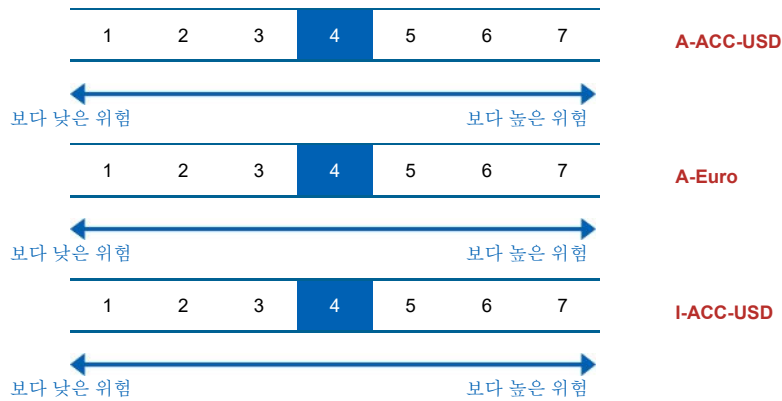 1 2 3 4 5 6 7 A-ACC-USD
보다 낮은 위험 보다 높은 위험
1 2 3 4 5 6 7 A-Euro
보다 낮은 위험 보다 높은 위험
1 2 3 4 5 6 7 I-ACC-USD
보다 낮은 위험 보다 높은 위험